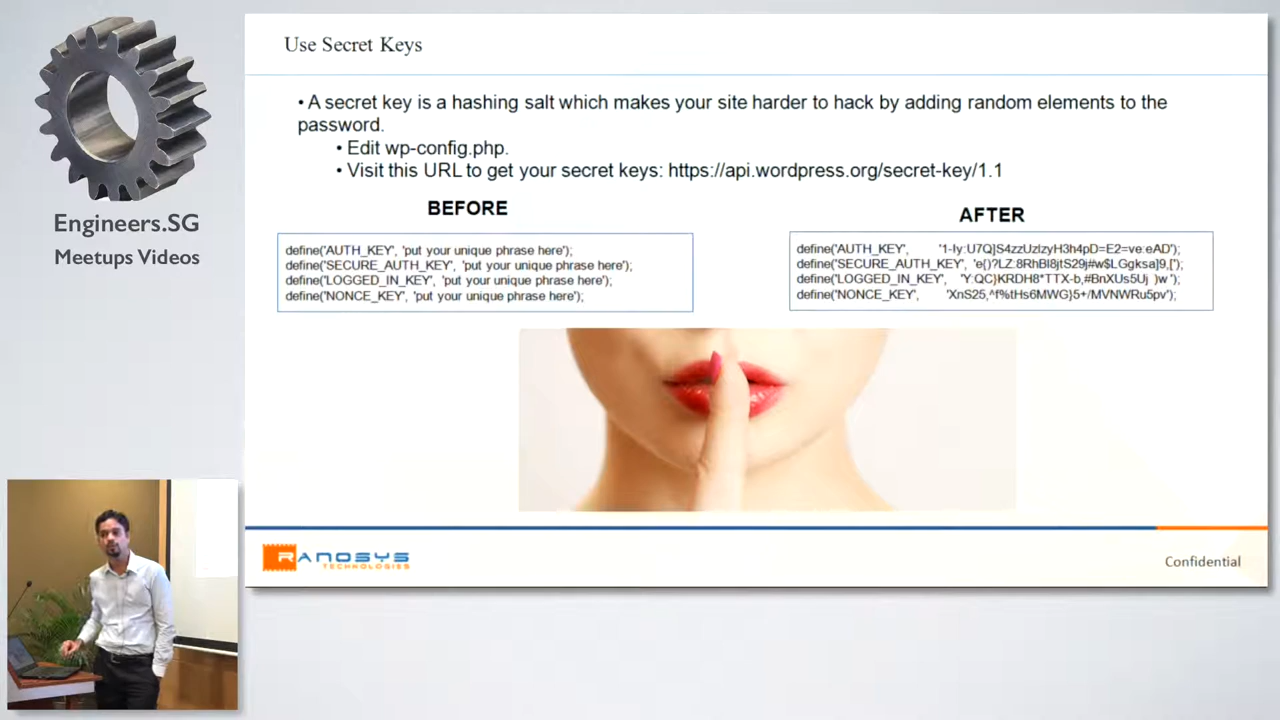 Engineers.SG
Meetups Videos
Use Secret Keys
• A secret key is a hashing salt which makes your site harder to hack by adding random elements to the
password.
• Edit wp-config.php.
• Visit this URL to get your secret keys: https://api.wordpress.org/secret-key/1.1
BEFORE
define('AUTH_KEY', 'put your unique phrase here');
define('SECURE_AUTH_KEY', 'put your unique phrase here');
define('LOGGED_IN_KEY', 'put your unique phrase here');
define('NONCE_KEY', 'put your unique phrase here');
AFTER
define('AUTH_KEY',
define('SECURE_AUTH_KEY',
define('LOGGED_IN_KEY',
define('NONCE_KEY',
RANOSYS
TECHNOLOGIES
Confidential